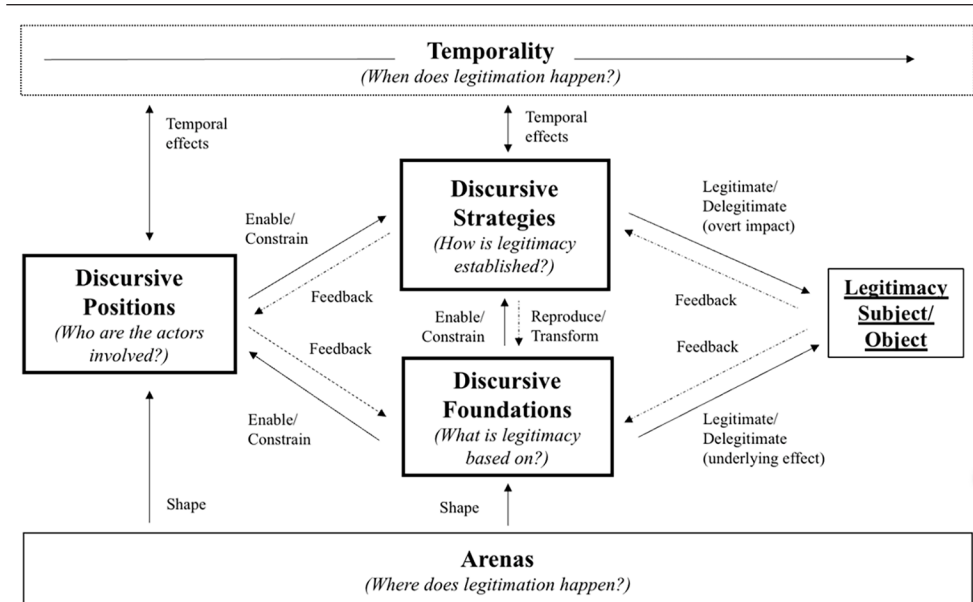 Temporality
(When does legitimation happen?)
Temporal
effects
Temporal
effects
Discursive
Strategies
(How is legitimacy
established?)
Legitimate/
Delegitimate
(overt impact)
Enable/
Constrain
Discursive
Positions
(Who are the actors
involved?)
Feedback
Feedback
Legitimacy
Subject/
Object
Enable/
Constrain
Reproduce/
Transform
Feedback
Feedback
Discursive
Foundations
(What is legitimacy
based on?)
Enable/
Constrain
Legitimate/
Delegitimate
(underlying effect)
Shape
Shape
Arenas
(Where does legitimation happen?)